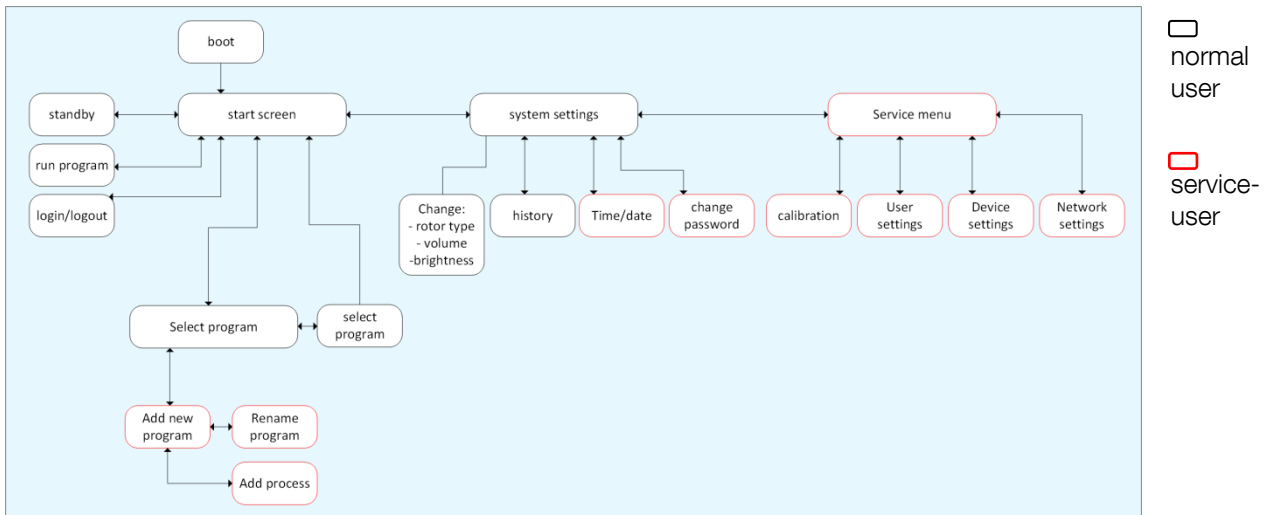 boot
standby
start screen
system settings
Service menu
run program
login/logout
Change:
- rotor type
- volume
-brightness
history
Time/date
change
password
calibration
User
settings
Device
settings
Network
settings
Select program
select
program
Add new
program
Rename
program
Add process
normal
user
service-
user